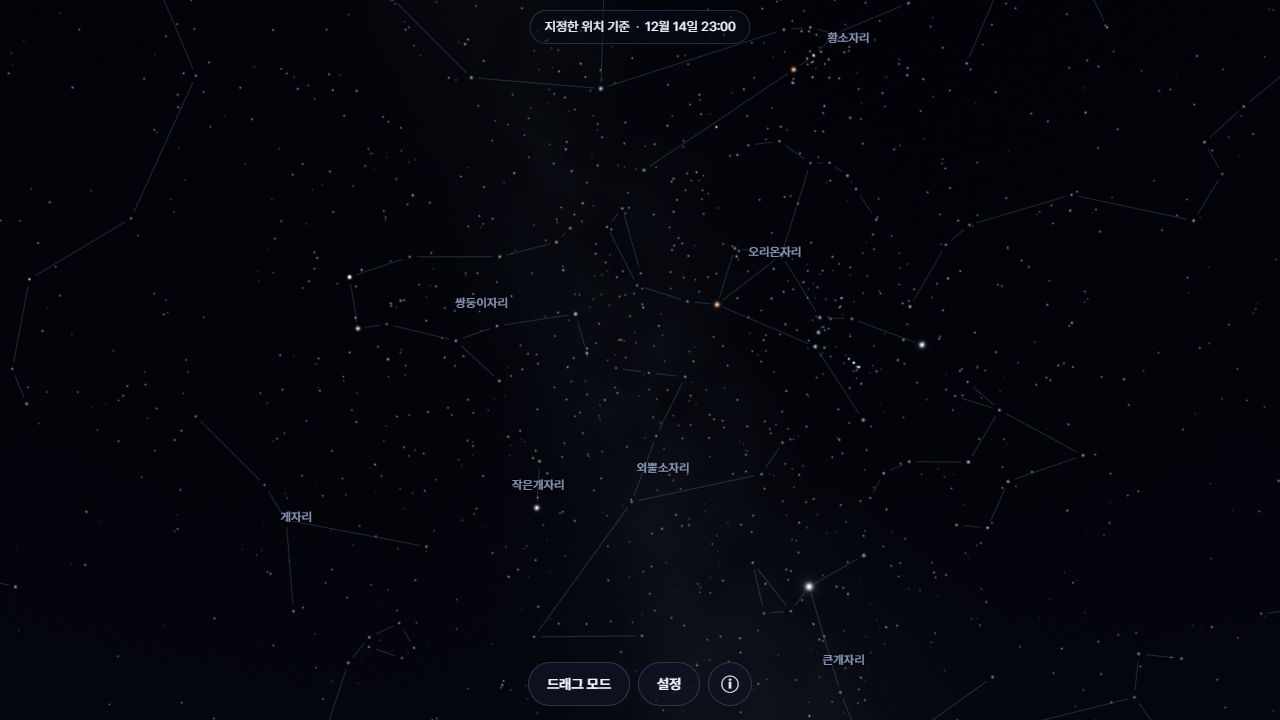 지정한 위치 기준 · 12월 14일 23:00
황소자리
오리온자리
쌍둥이자리
외뿔소자리
작은개자리
게자리
큰개자리
드래그 모드
설정